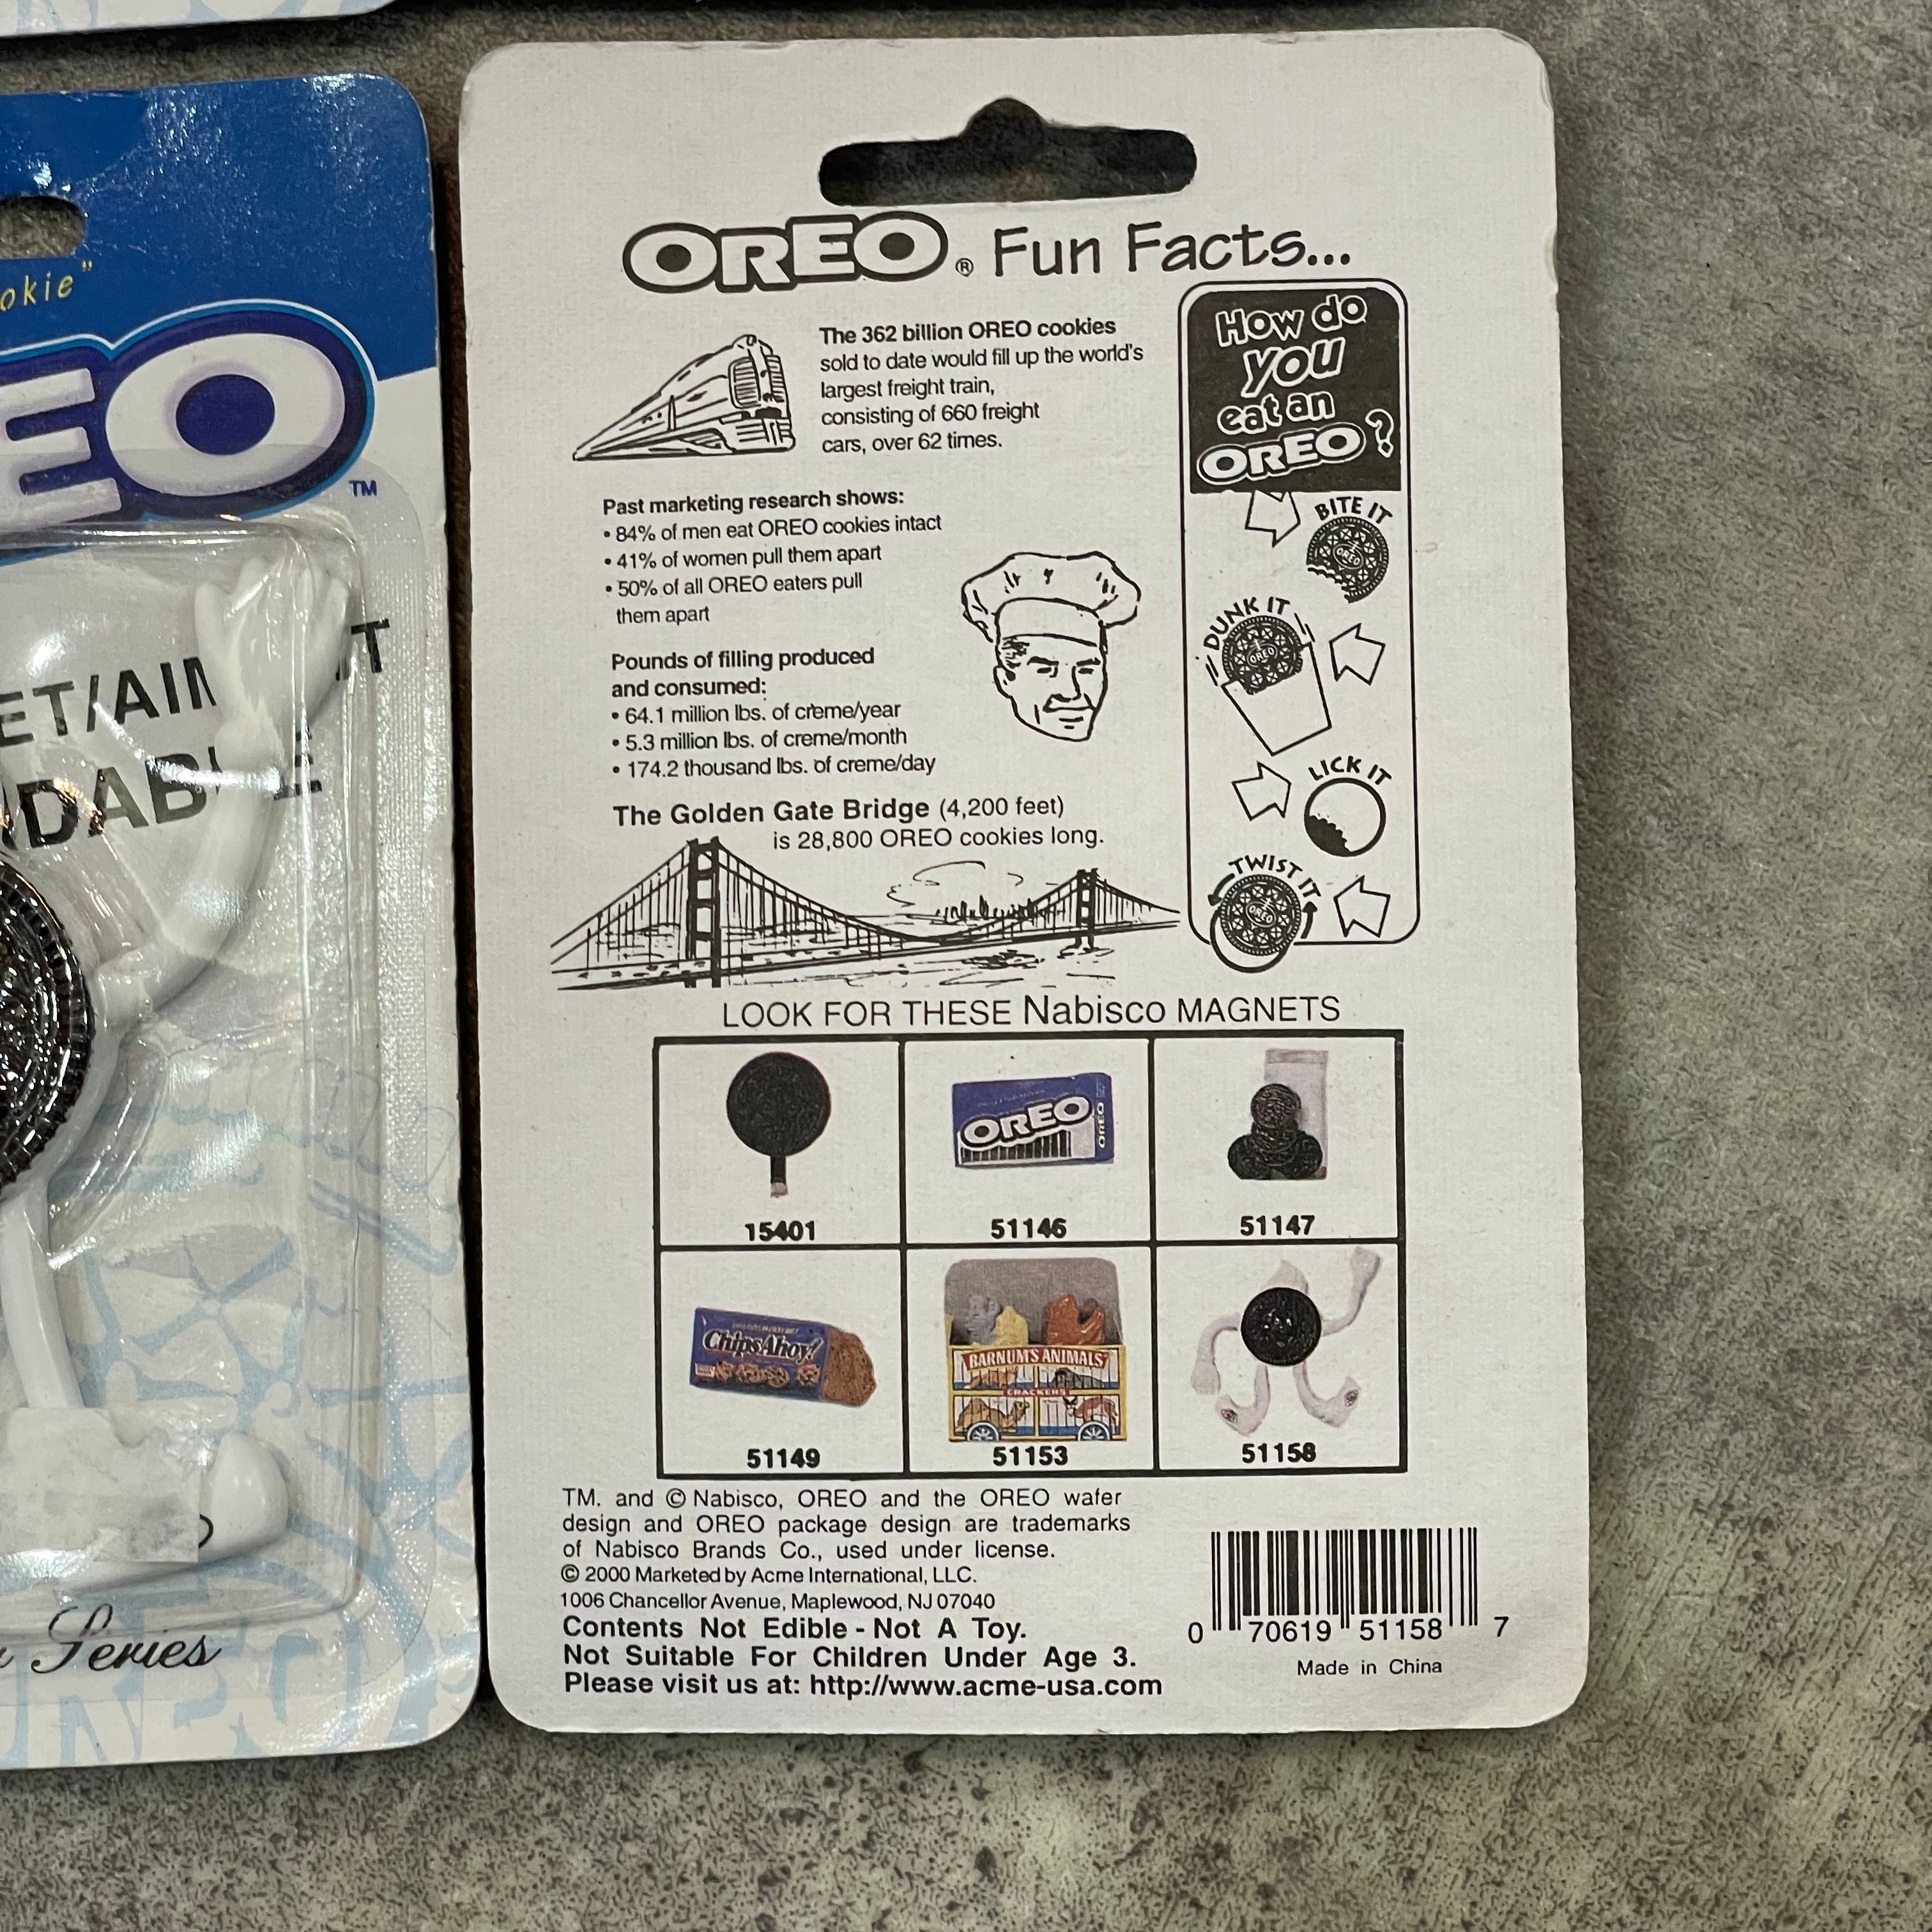 okie"
EO
TM
ET/AIM IT
NDABLE
Series
OREO® Fun Facts...
The 362 billion OREO cookies
sold to date would fill up the world's
largest freight train,
consisting of 660 freight
cars, over 62 times.
Past marketing research shows:
• 84% of men eat OREO cookies intact
• 41% of women pull them apart
• 50% of all OREO eaters pull
them apart
Pounds of filling produced
and consumed:
• 64.1 million lbs. of creme/year
• 5.3 million lbs. of creme/month
• 174.2 thousand lbs. of creme/day
The Golden Gate Bridge (4,200 feet)
is 28,800 OREO cookies long.
How do
you
eat an
OREO?
BITE IT
OREO
DUNK IT
OREO
LICK IT
TWIST IT
OREO
LOOK FOR THESE Nabisco MAGNETS
OREO
OREO
15401
51146
51147
Chips Ahoy!
BARNUM'S ANIMALS
CRACKERS
51149
51153
51158
TM. and © Nabisco, OREO and the OREO wafer
design and OREO package design are trademarks
of Nabisco Brands Co., used under license.
© 2000 Marketed by Acme International, LLC.
1006 Chancellor Avenue, Maplewood, NJ 07040
Contents Not Edible - Not A Toy.
Not Suitable For Children Under Age 3.
Please visit us at: http://www.acme-usa.com
0 70619 51158 7
Made in China